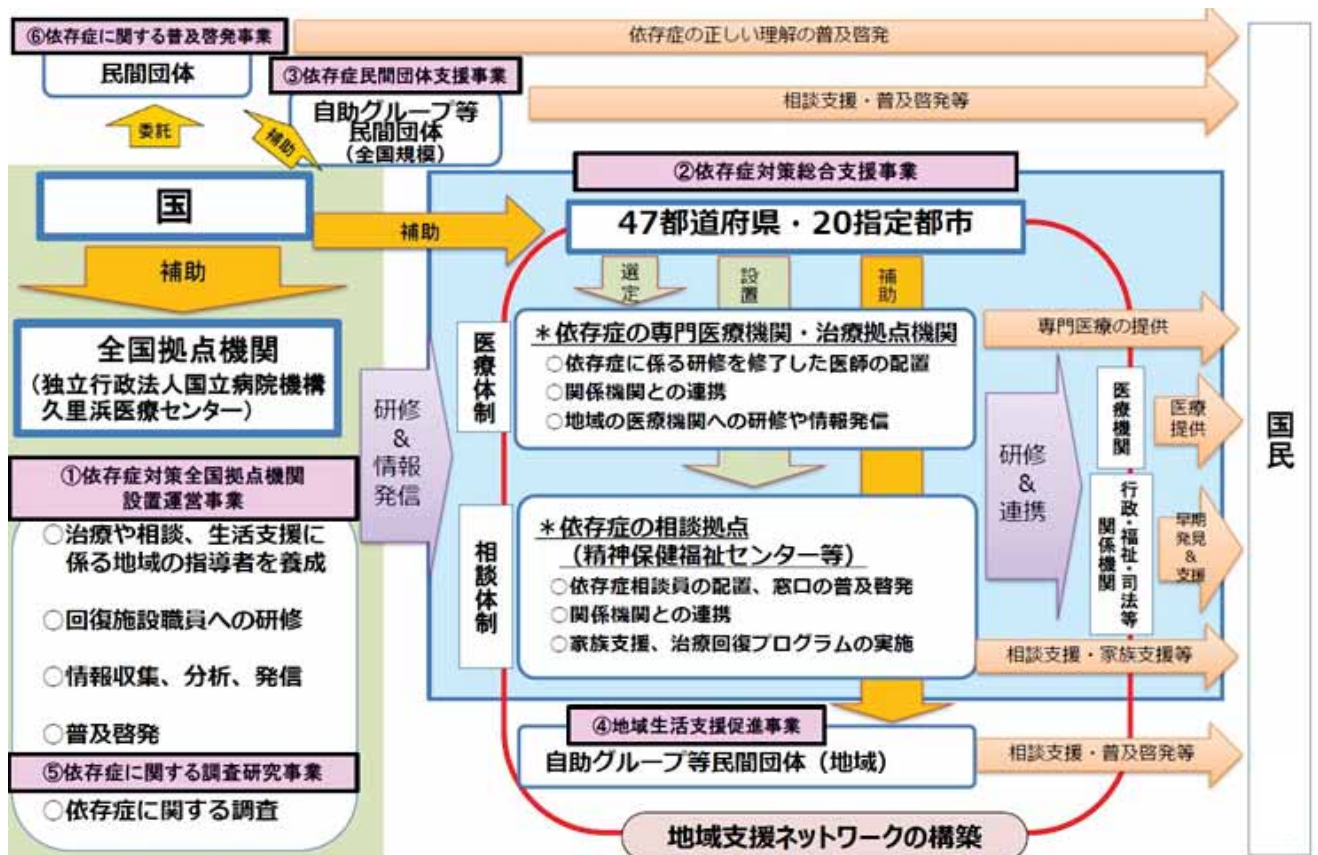 ⑥依存症に関する普及啓発事業
民間団体
依存症の正しい理解の普及啓発
③依存症民間団体支援事業
自助グループ等
民間団体
（全国規模）
相談支援・普及啓発等
委託
補助
国
補助
②依存症対策総合支援事業
47都道府県・20指定都市
補助
全国拠点機関
（独立行政法人国立病院機構
久里浜医療センター）
①依存症対策全国拠点機関
設置運営事業
○治療や相談、生活支援に
係る地域の指導者を養成
○回復施設職員への研修
○情報収集、分析、発信
○普及啓発
⑤依存症に関する調査研究事業
○依存症に関する調査
研修
&
情報
発信
選定
設置
補助
医療体制
＊依存症の専門医療機関・治療拠点機関
○依存症に係る研修を修了した医師の配置
○関係機関との連携
○地域の医療機関への研修や情報発信
相談体制
＊依存症の相談拠点
（精神保健福祉センター等）
○依存症相談員の配置、窓口の普及啓発
○関係機関との連携
○家族支援、治療回復プログラムの実施
④地域生活支援促進事業
自助グループ等民間団体（地域）
地域支援ネットワークの構築
専門医療の提供
研修
&
連携
医療機関
医療
提供
行政・福祉・司法等
関係機関
早期
発見
&
支援
相談支援・家族支援等
相談支援・普及啓発等
国民